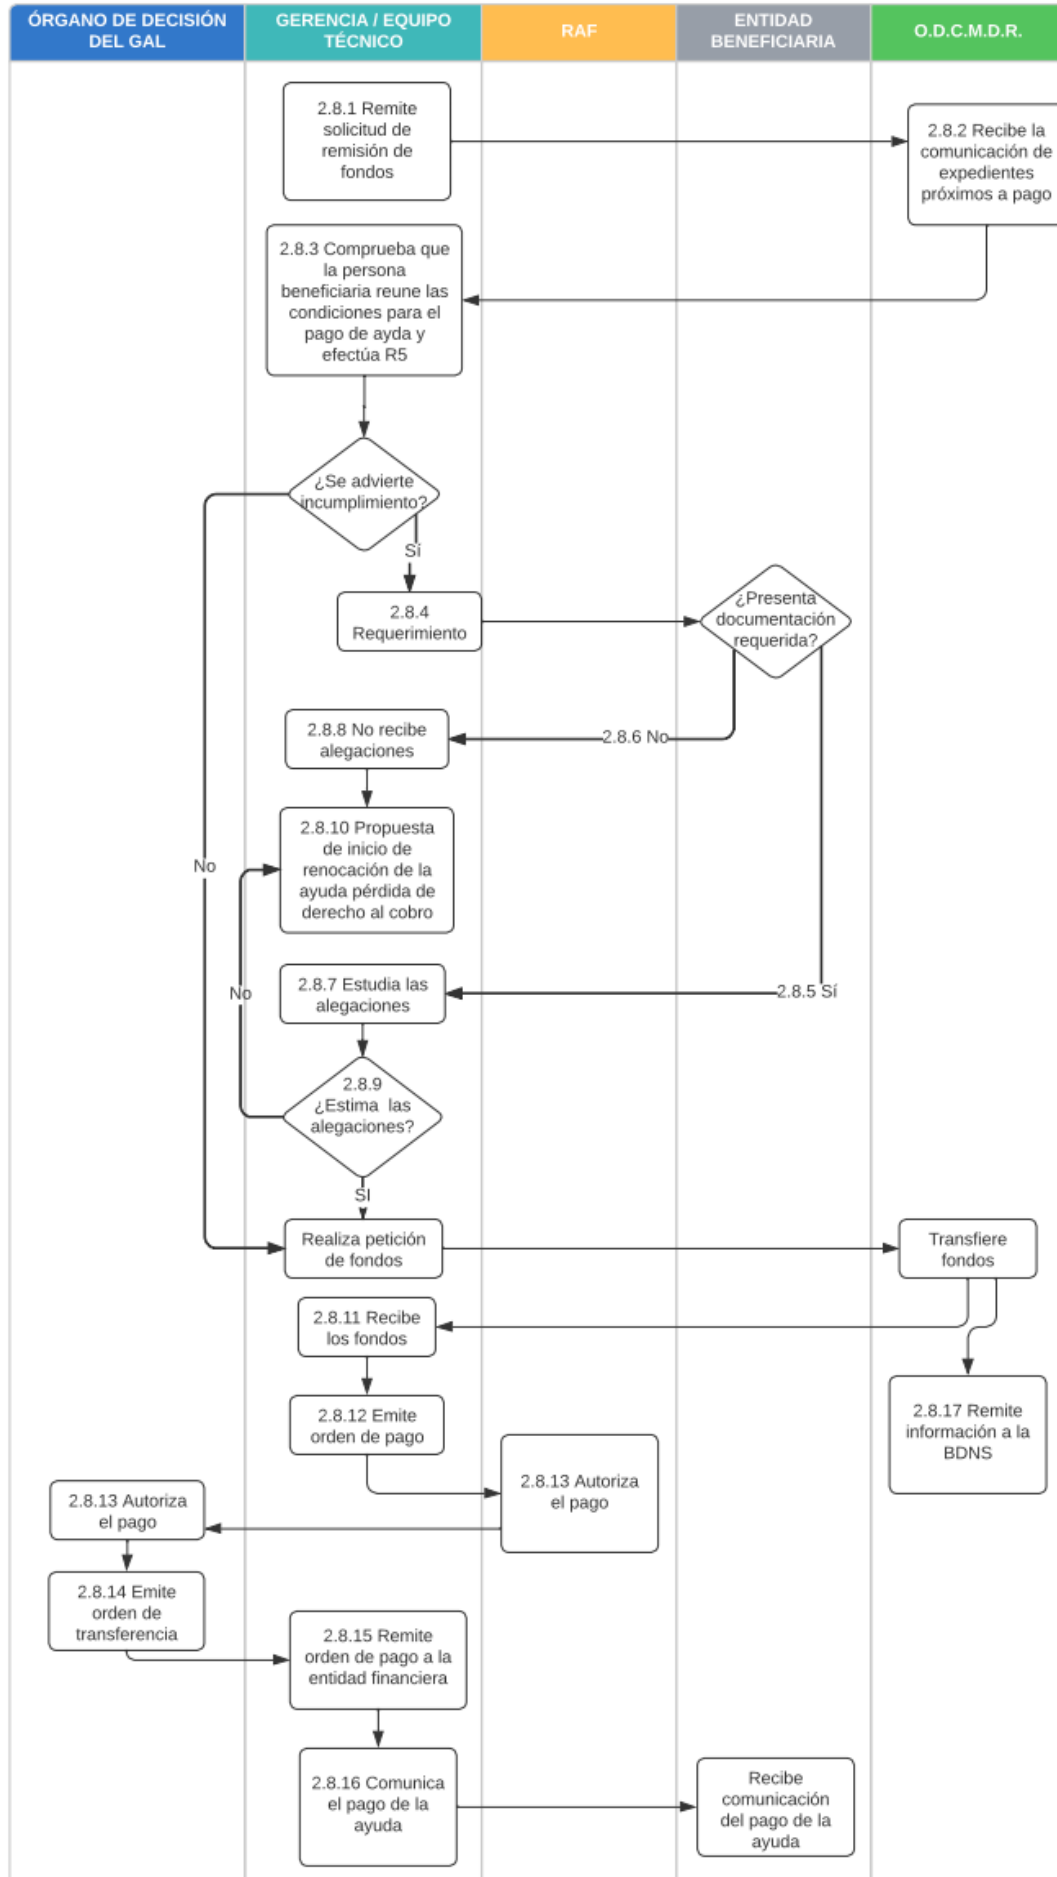 ÓRGANO DE DECISIÓN
DEL GAL
GERENCIA / EQUIPO
TÉCNICO
RAF
ENTIDAD
BENEFICIARIA
O.D.C.M.D.R.
2.8.1 Remite
solicitud de
remisión de
fondos
2.8.2 Recibe la
comunicación de
expedientes
próximos a pago
2.8.3 Comprueba que
la persona
beneficiaria reune las
condiciones para el
pago de ayda y
efectúa R5
¿Se advierte
incumplimiento?
Sí
2.8.4
Requerimiento
¿Presenta
documentación
requerida?
2.8.8 No recibe
alegaciones
2.8.6 No
2.8.10 Propuesta
de inicio de
renocación de la
ayuda pérdida de
derecho al cobro
No
2.8.7 Estudia las
alegaciones
No
2.8.5 Sí
2.8.9
¿Estima las
alegaciones?
SI
Realiza petición
de fondos
Transfiere
fondos
2.8.11 Recibe
los fondos
2.8.12 Emite
orden de pago
2.8.17 Remite
información a la
BDNS
2.8.13 Autoriza
el pago
2.8.13 Autoriza
el pago
2.8.14 Emite
orden de
transferencia
2.8.15 Remite
orden de pago a la
entidad financiera
2.8.16 Comunica
el pago de la
ayuda
Recibe
comunicación
del pago de la
ayuda